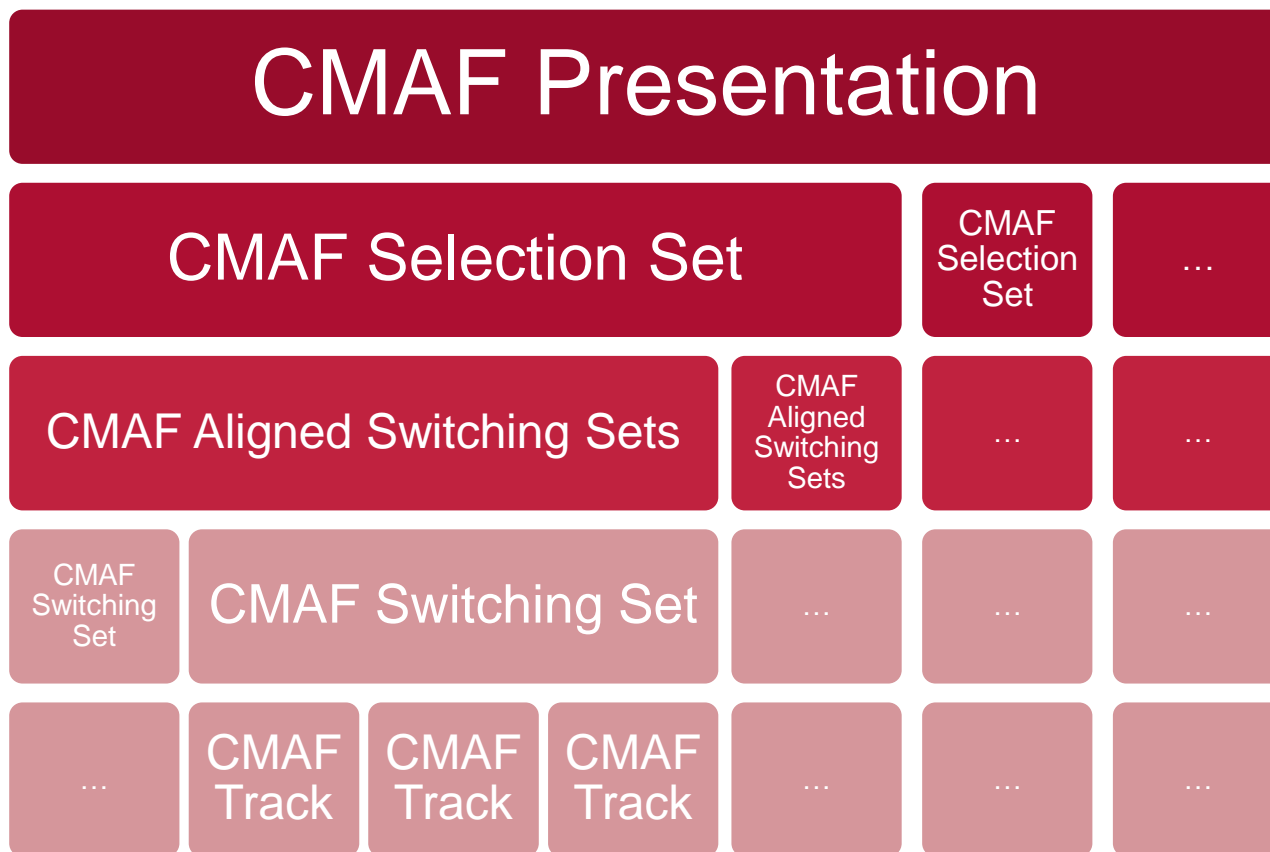 CMAF Presentation
CMAF Selection Set
CMAF
Selection
Set
...
CMAF Aligned Switching Sets
CMAF
Aligned
Switching
Sets
...
...
CMAF
Switching
Set
CMAF Switching Set
...
...
...
...
CMAF
Track
CMAF
Track
CMAF
Track
...
...
...